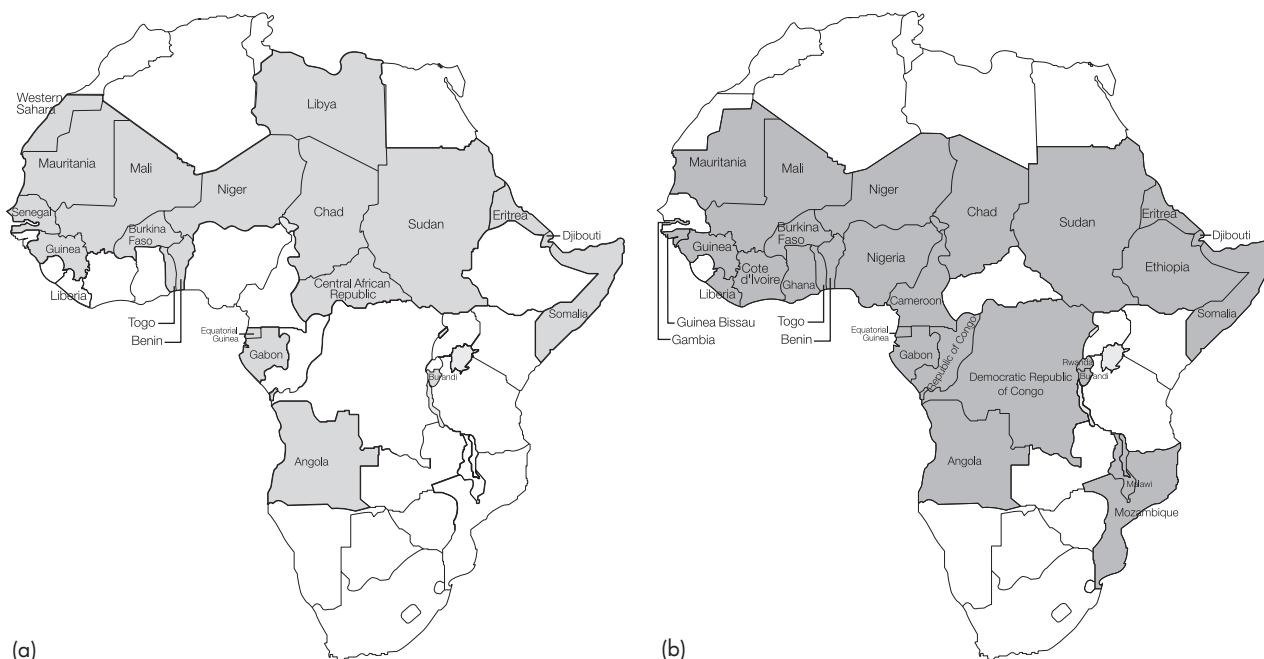 Western
Sahara
Libya
Mauritania
Mali
Niger
Chad
Sudan
Eritrea
Djibouti
Senegal
Burkina
Faso
Guinea
Liberia
Central African
Republic
Togo
Benin
Somalia
Equatorial
Guinea
Gabon
Burundi
Angola
(a)
Mauritania
Mali
Niger
Chad
Sudan
Eritrea
Djibouti
Burkina
Faso
Guinea
Nigeria
Ethiopia
Cote
d'Ivoire
Ghana
Liberia
Cameroon
Somalia
Guinea Bissau
Gambia
Togo
Benin
Equatorial
Guinea
Gabon
Republic of Congo
Rwanda
Burundi
Democratic Republic
of Congo
Angola
Malawi
Mozambique
(b)